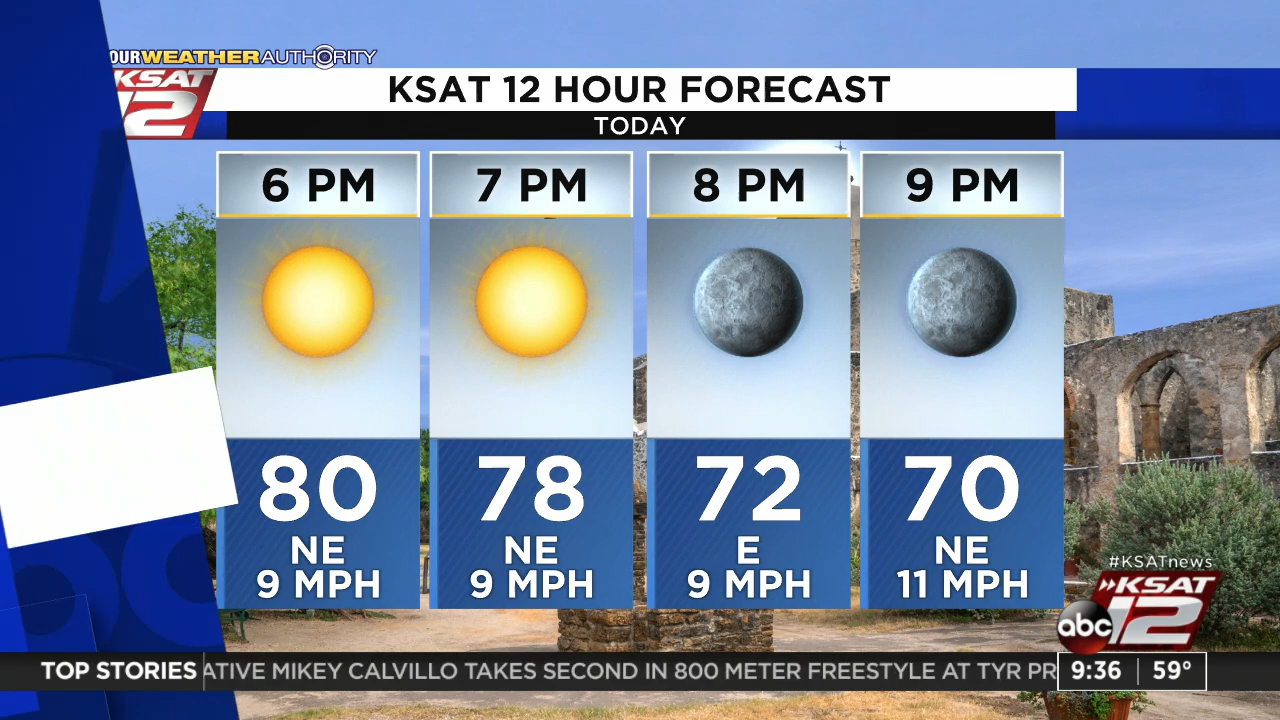 OURWEATHERAUTHORITY
KSAT
12
KSAT 12 HOUR FORECAST
TODAY
6 PM
7 PM
8 PM
9 PM
80
78
72
70
NE
NE
E
NE
9 MPH
9 MPH
9 MPH
11 MPH
#KSATnews
KSAT
abc
12
TOP STORIES
ATIVE MIKEY CALVILLO TAKES SECOND IN 800 METER FREESTYLE AT TYR PR
9:36
59°